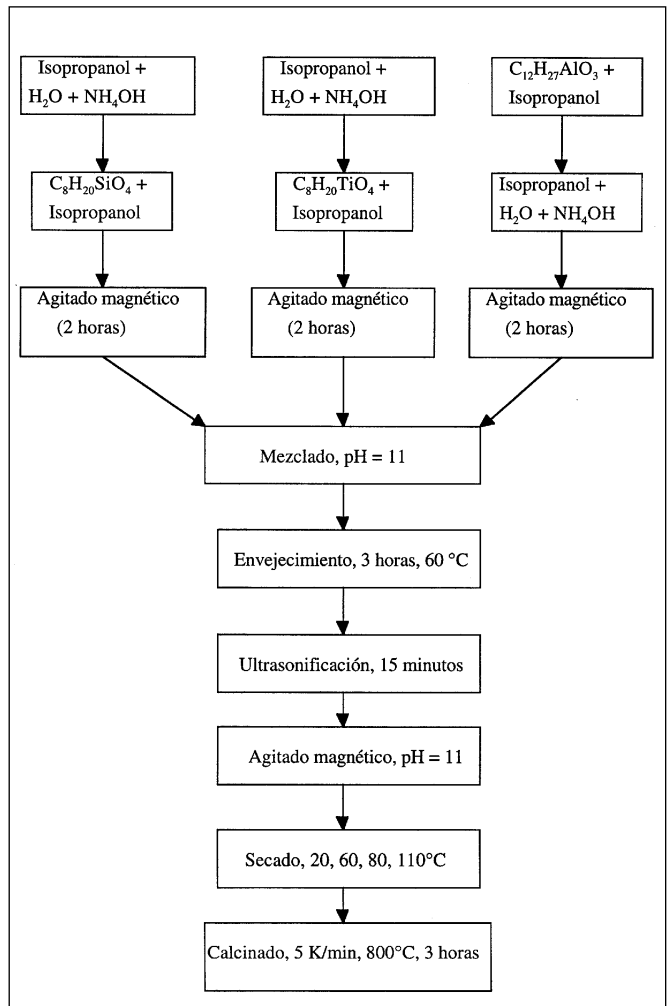 Isopropanol +
H₂O + NH₄OH
Isopropanol +
H₂O + NH₄OH
C₁₂H₂₇AlO₃ +
Isopropanol
C₈H₂₀SiO₄ +
Isopropanol
C₈H₂₀TiO₄ +
Isopropanol
Isopropanol +
H₂O + NH₄OH
Agitado magnético
(2 horas)
Agitado magnético
(2 horas)
Agitado magnético
(2 horas)
Mezclado, pH = 11
Envejecimiento, 3 horas, 60 °C
Ultrasonificación, 15 minutos
Agitado magnético, pH = 11
Secado, 20, 60, 80, 110°C
Calcinado, 5 K/min, 800°C, 3 horas